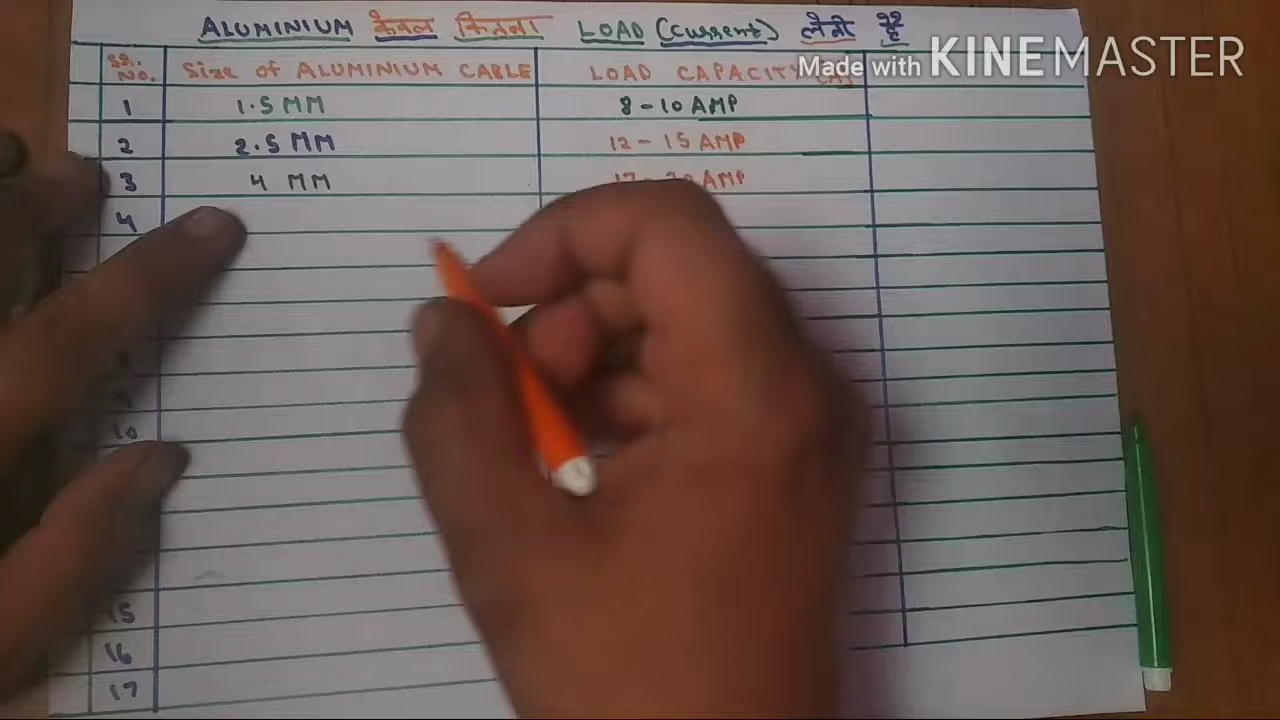 ALUMINIUM केबल कितना LOAD (Current) लेती है
Made with KINEMASTER
SR. NO. Size of ALUMINIUM CABLE LOAD CAPACITY
1 1.5 MM 8-10 AMP
2 2.5 MM 12-15 AMP
3 4 MM 17-20 AMP
4
10
15
16
17